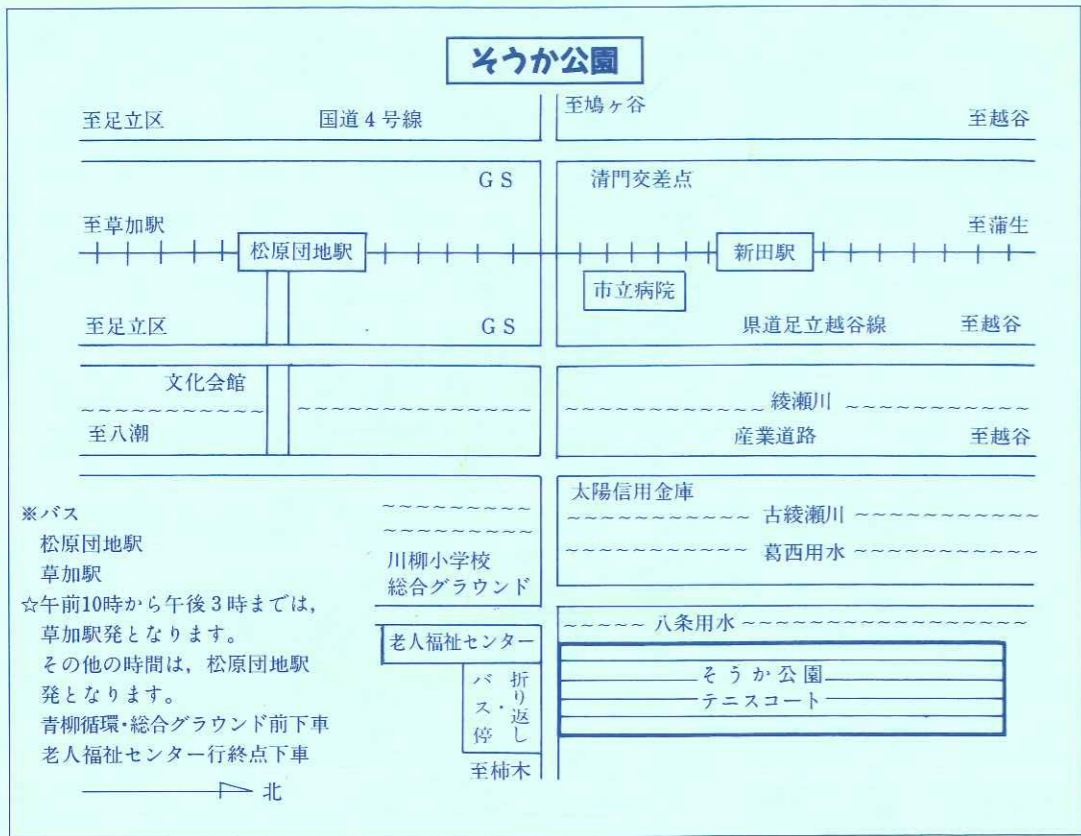 そうか公園
至足立区 国道4号線 至鳩ヶ谷 至越谷
GS 清門交差点
至草加駅 至蒲生
松原団地駅 新田駅
市立病院
至足立区 GS 県道足立越谷線 至越谷
文化会館
綾瀬川
至八潮 産業道路 至越谷
太陽信用金庫
古綾瀬川
葛西用水
川柳小学校
総合グラウンド
八条用水
老人福祉センター
折り返し・
バス停
そうか公園
テニスコート
至柿木
※バス
松原団地駅
草加駅
☆午前10時から午後3時までは,
草加駅発となります。
その他の時間は,松原団地駅
発となります。
青柳循環・総合グラウンド前下車
老人福祉センター行終点下車
北